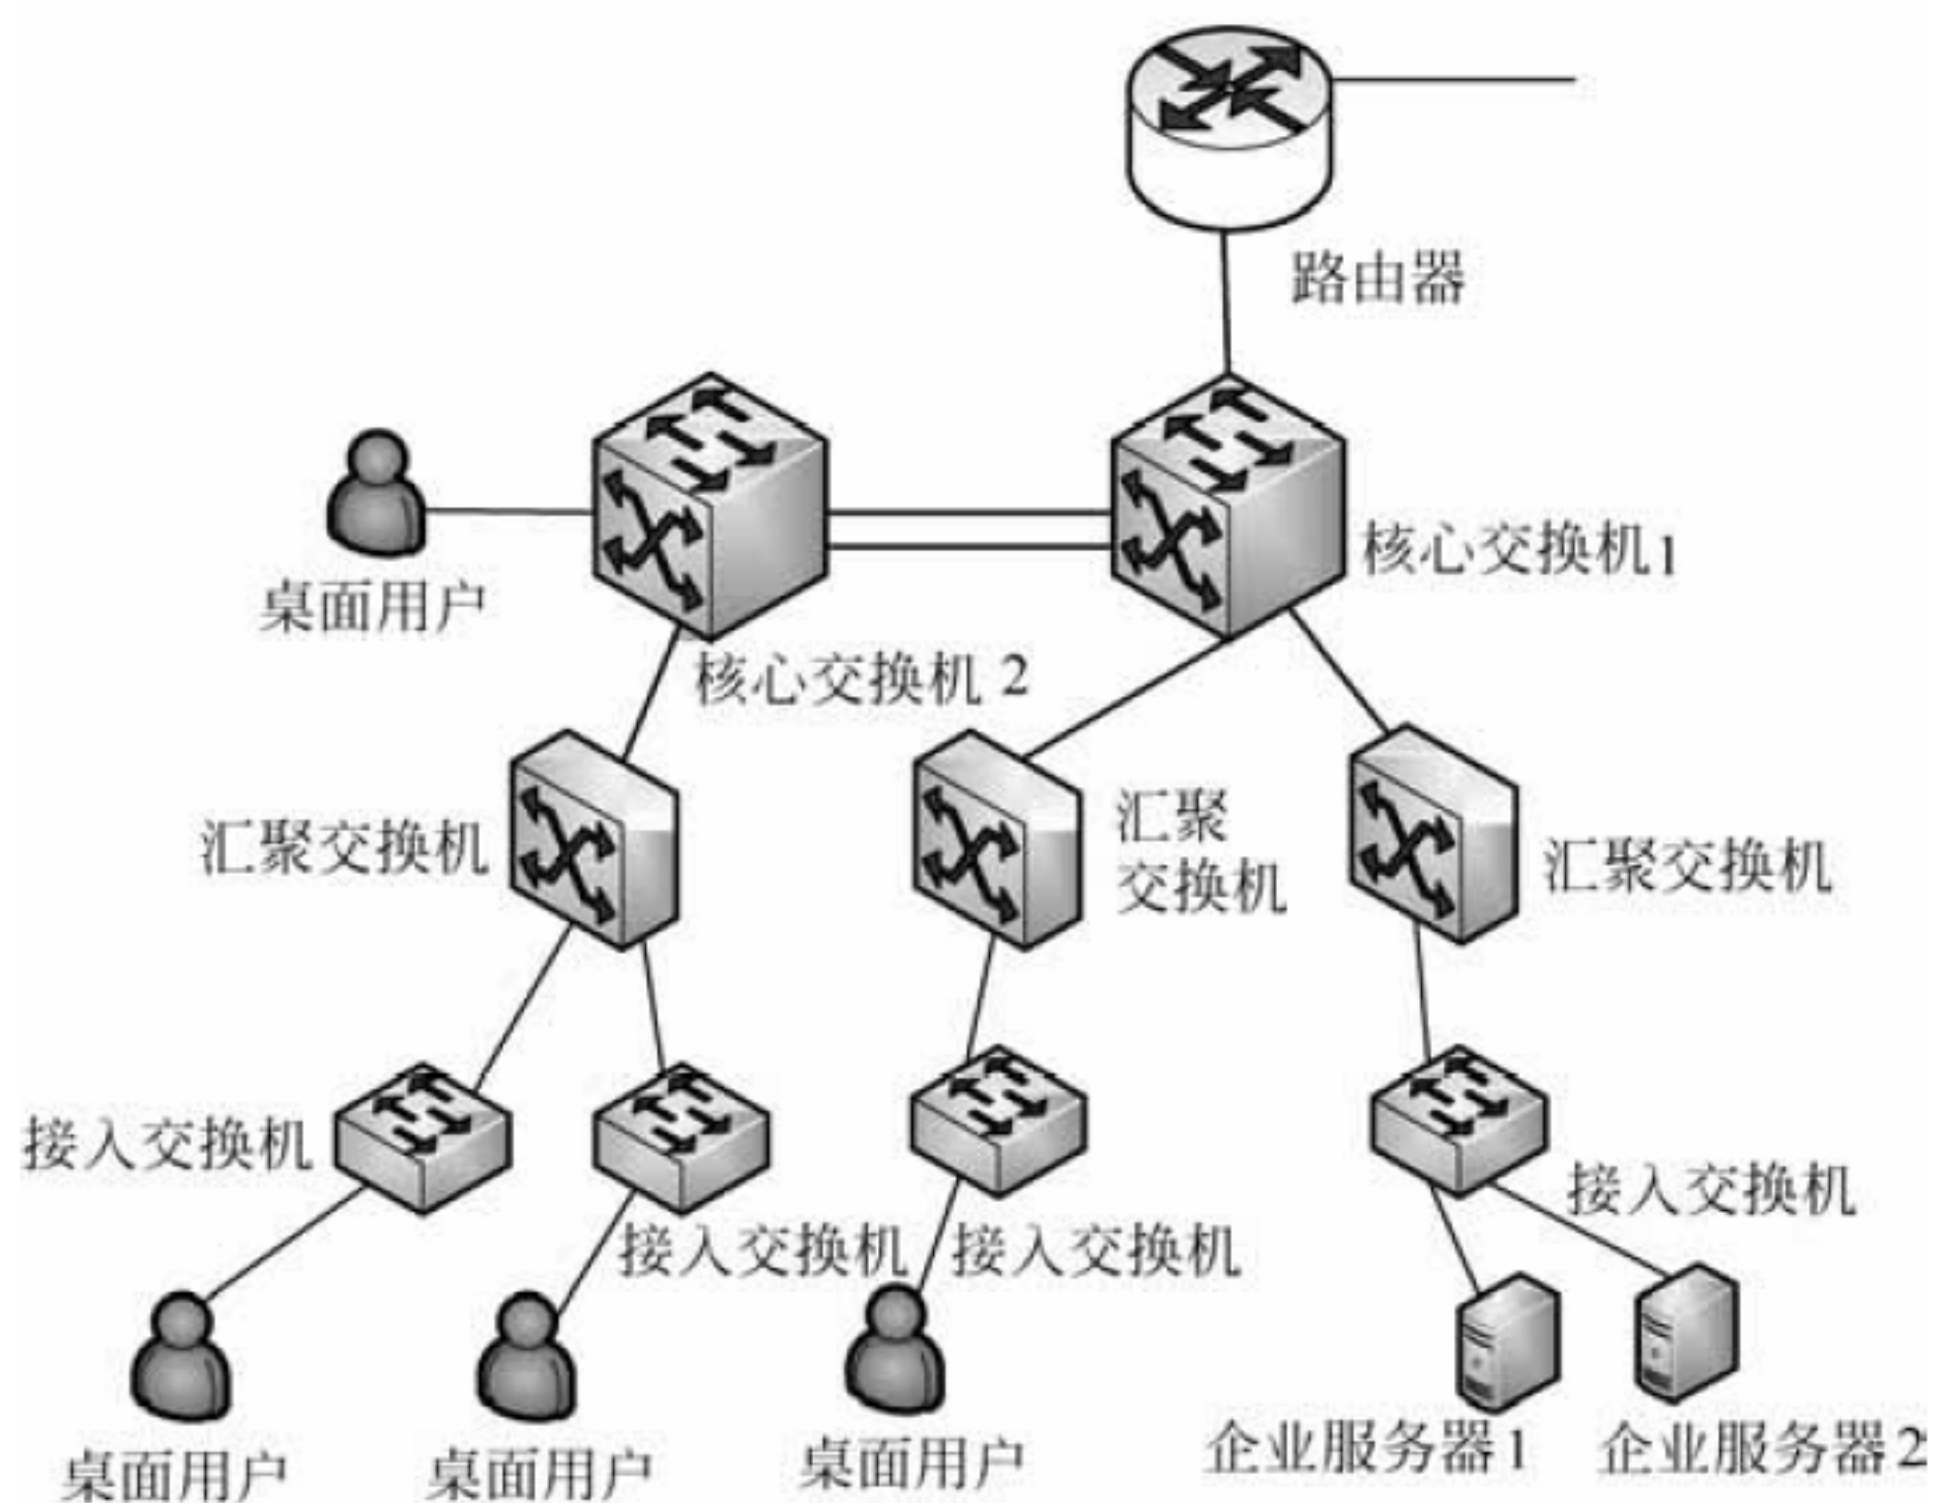 路由器
桌面用户
核心交换机1
核心交换机 2
汇聚交换机
汇聚
交换机
汇聚交换机
接入交换机
接入交换机
接入交换机
接入交换机
桌面用户
桌面用户
桌面用户
企业服务器1
企业服务器2